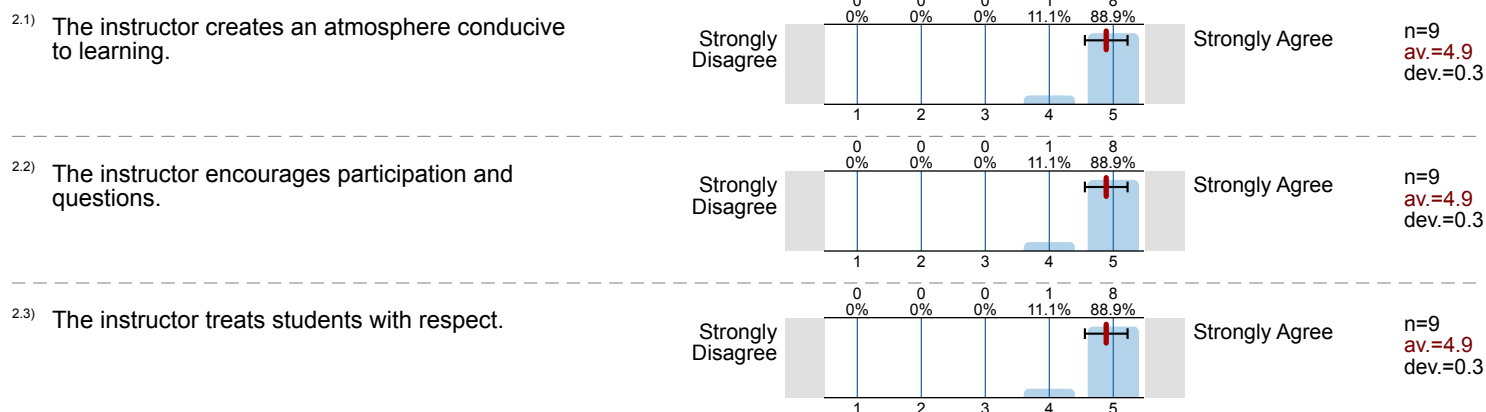 0 0 0 1 8
0% 0% 0% 11.1% 88.9%
2.1) The instructor creates an atmosphere conducive
to learning.
Strongly
Disagree
Strongly Agree
n=9
av.=4.9
dev.=0.3
1 2 3 4 5
0 0 0 1 8
0% 0% 0% 11.1% 88.9%
2.2) The instructor encourages participation and
questions.
Strongly
Disagree
Strongly Agree
n=9
av.=4.9
dev.=0.3
1 2 3 4 5
0 0 0 1 8
0% 0% 0% 11.1% 88.9%
2.3) The instructor treats students with respect.
Strongly
Disagree
Strongly Agree
n=9
av.=4.9
dev.=0.3
1 2 3 4 5